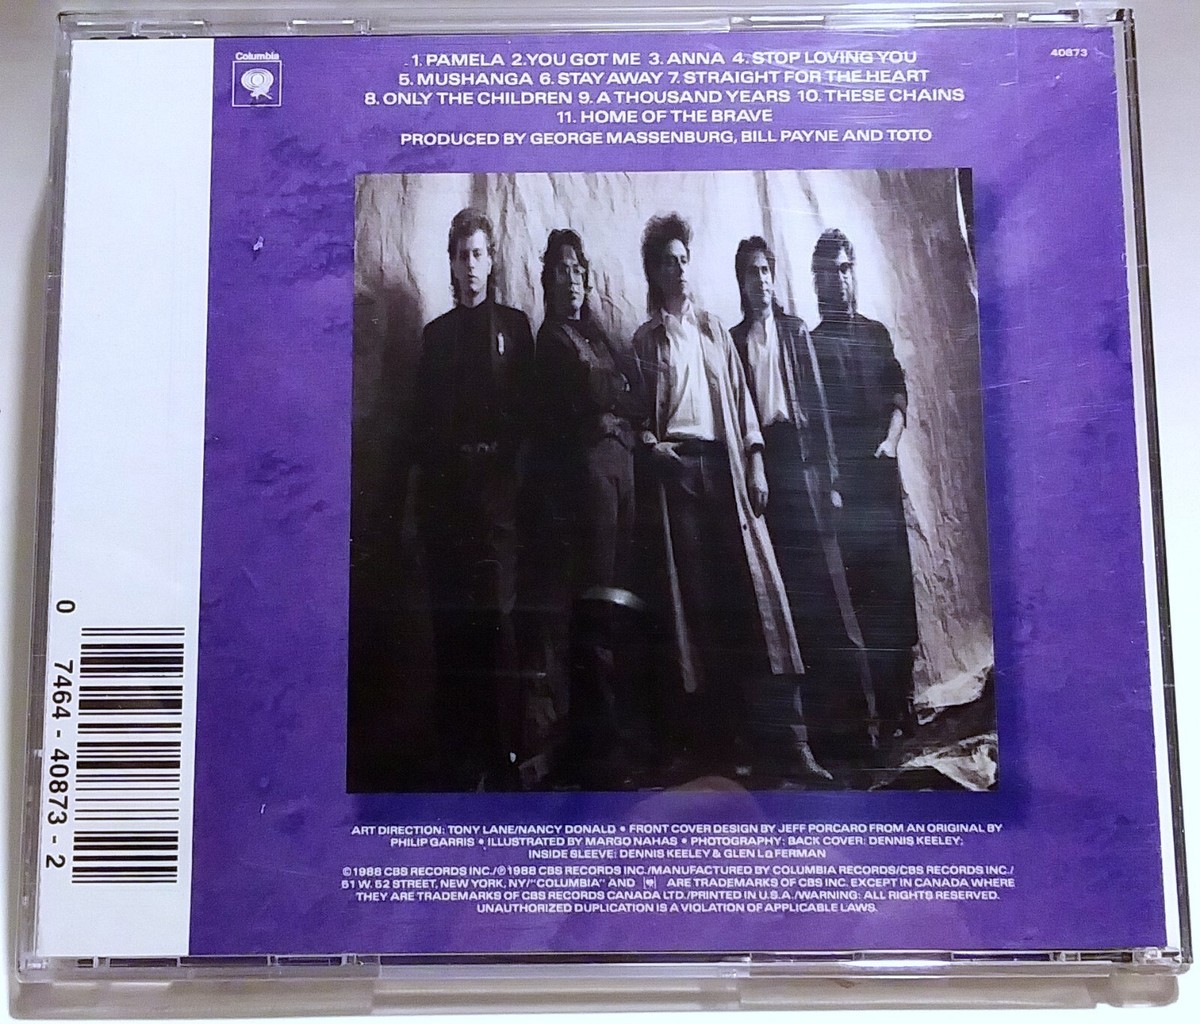 Columbia
40873
1. PAMELA 2. YOU GOT ME 3. ANNA 4. STOP LOVING YOU
5. MUSHANGA 6. STAY AWAY 7. STRAIGHT FOR THE HEART
8. ONLY THE CHILDREN 9. A THOUSAND YEARS 10. THESE CHAINS
11. HOME OF THE BRAVE
PRODUCED BY GEORGE MASSENBURG, BILL PAYNE AND TOTO
0 7464 - 40873 - 2
ART DIRECTION: TONY LANE/NANCY DONALD • FRONT COVER DESIGN BY JEFF PORCARO FROM AN ORIGINAL BY
PHILIP GARRIS • ILLUSTRATED BY MARGO NAHAS • PHOTOGRAPHY: BACK COVER: DENNIS KEELEY;
INSIDE SLEEVE: DENNIS KEELEY & GLEN La FERMAN
©1988 CBS RECORDS INC./℗1988 CBS RECORDS INC./MANUFACTURED BY COLUMBIA RECORDS/CBS RECORDS INC./
51 W. 52 STREET, NEW YORK, NY/"COLUMBIA" AND ARE TRADEMARKS OF CBS INC. EXCEPT IN CANADA WHERE
THEY ARE TRADEMARKS OF CBS RECORDS CANADA LTD./PRINTED IN U.S.A./WARNING: ALL RIGHTS RESERVED.
UNAUTHORIZED DUPLICATION IS A VIOLATION OF APPLICABLE LAWS.